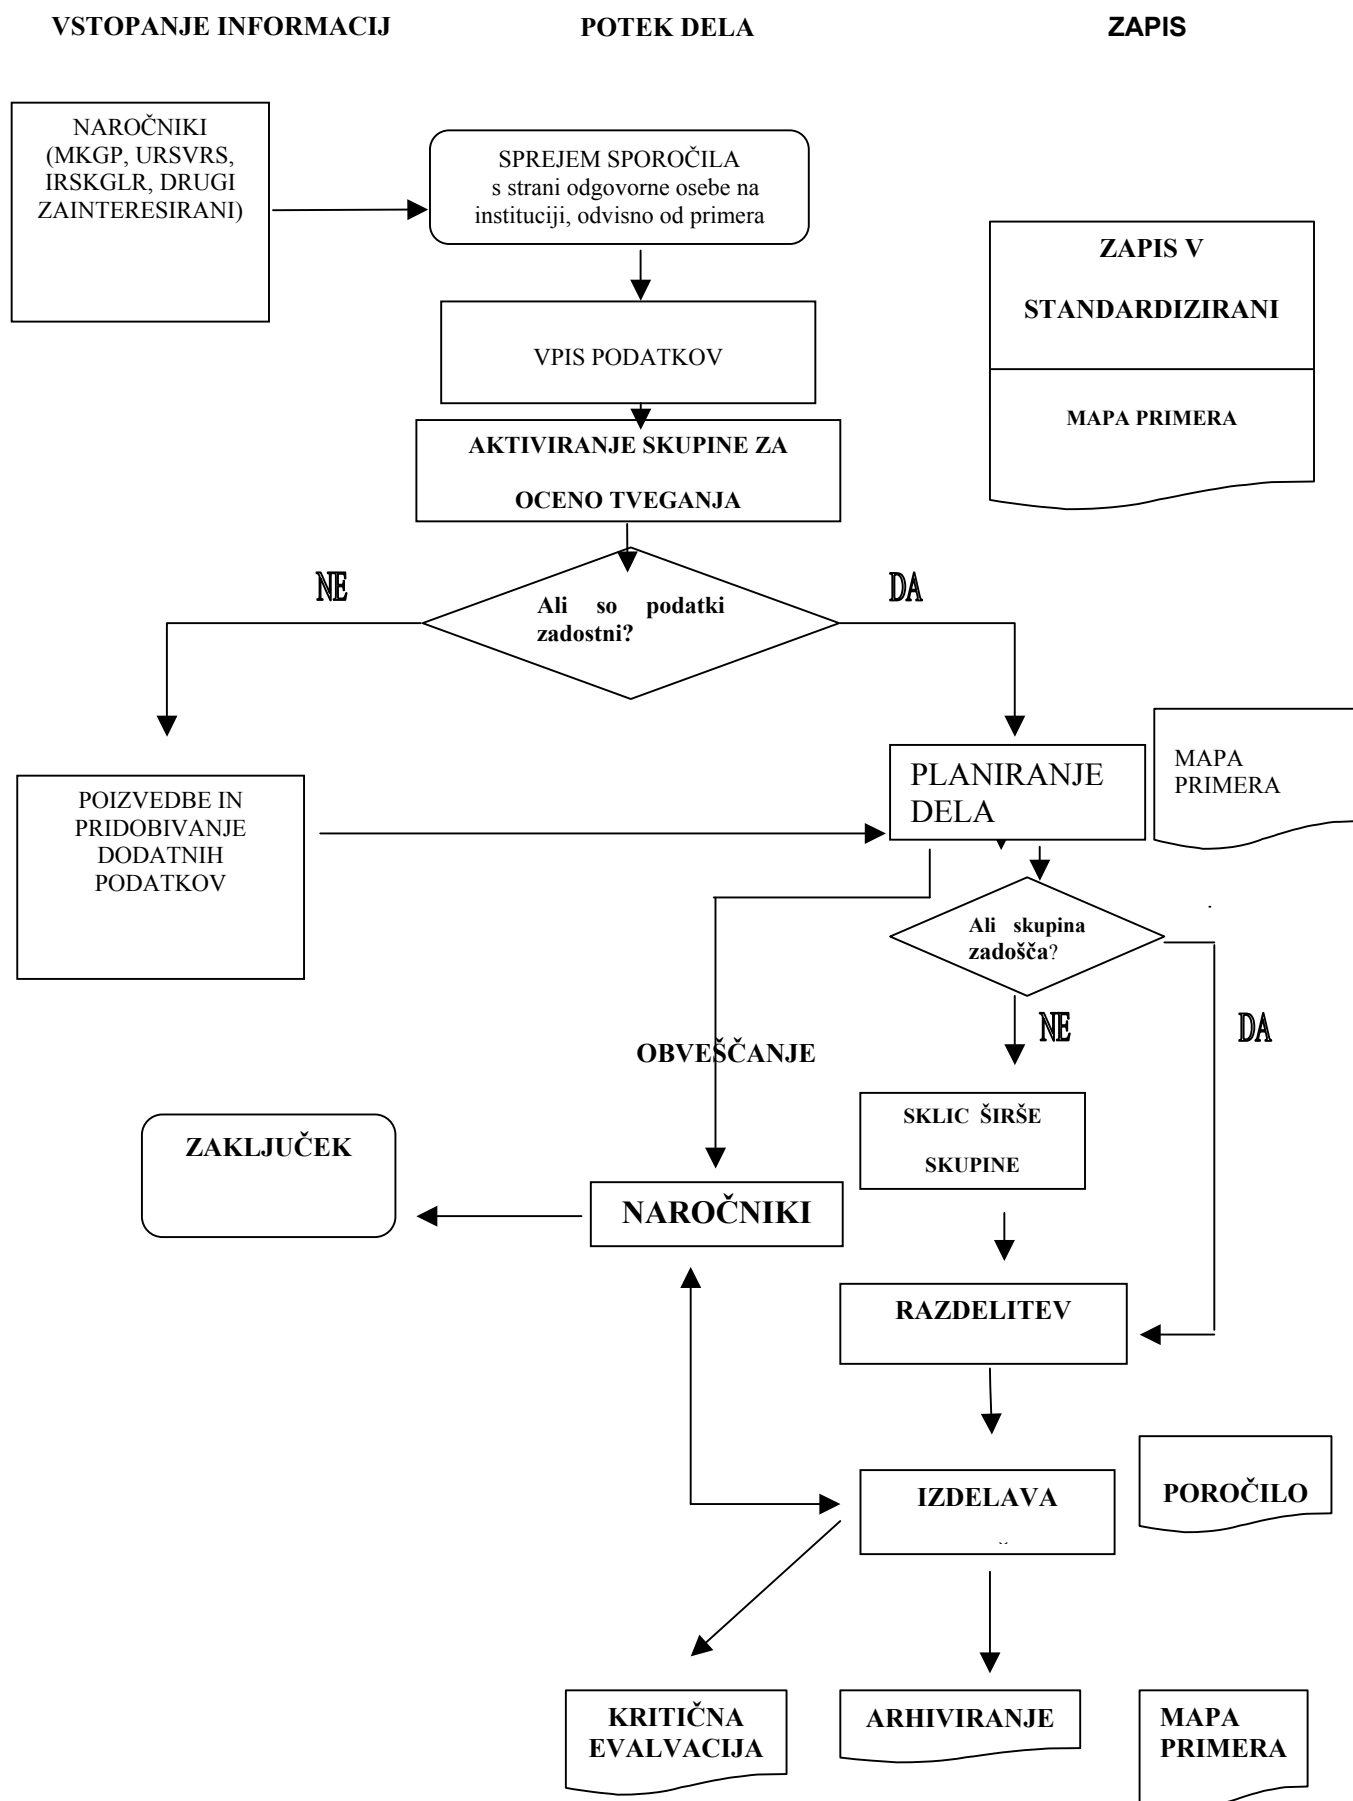 VSTOPANJE INFORMACIJ
POTEK DELA
ZAPIS
NAROČNIKI
(MKGP, URSVRS,
IRSKGLR, DRUGI
ZAINTERESIRANI)
SPREJEM SPOROČILA
s strani odgovorne osebe na
instituciji, odvisno od primera
ZAPIS V
STANDARDIZIRANI
MAPA PRIMERA
VPIS PODATKOV
AKTIVIRANJE SKUPINE ZA
OCENO TVEGANJA
NE
DA
Ali so podatki
zadostni?
PLANIRANJE
DELA
MAPA
PRIMERA
POIZVEDBE IN
PRIDOBIVANJE
DODATNIH
PODATKOV
Ali skupina
zadošča?
NE
DA
OBVEŠČANJE
SKLIC ŠIRŠE
SKUPINE
ZAKLJUČEK
NAROČNIKI
RAZDELITEV
IZDELAVA
POROČILO
KRITIČNA
EVALVACIJA
ARHIVIRANJE
MAPA
PRIMERA